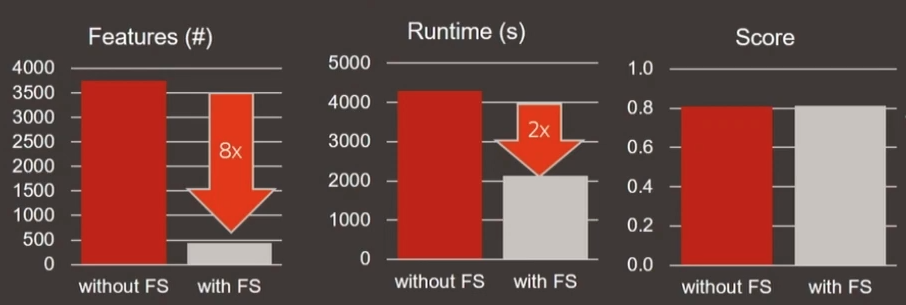 Features (#)
4000
3500
3000
2500
2000
1500
1000
500
0
8x
without FS
with FS
Runtime (s)
5000
4000
3000
2000
1000
0
2x
without FS
with FS
Score
1.0
0.8
0.6
0.4
0.2
0.0
without FS
with FS